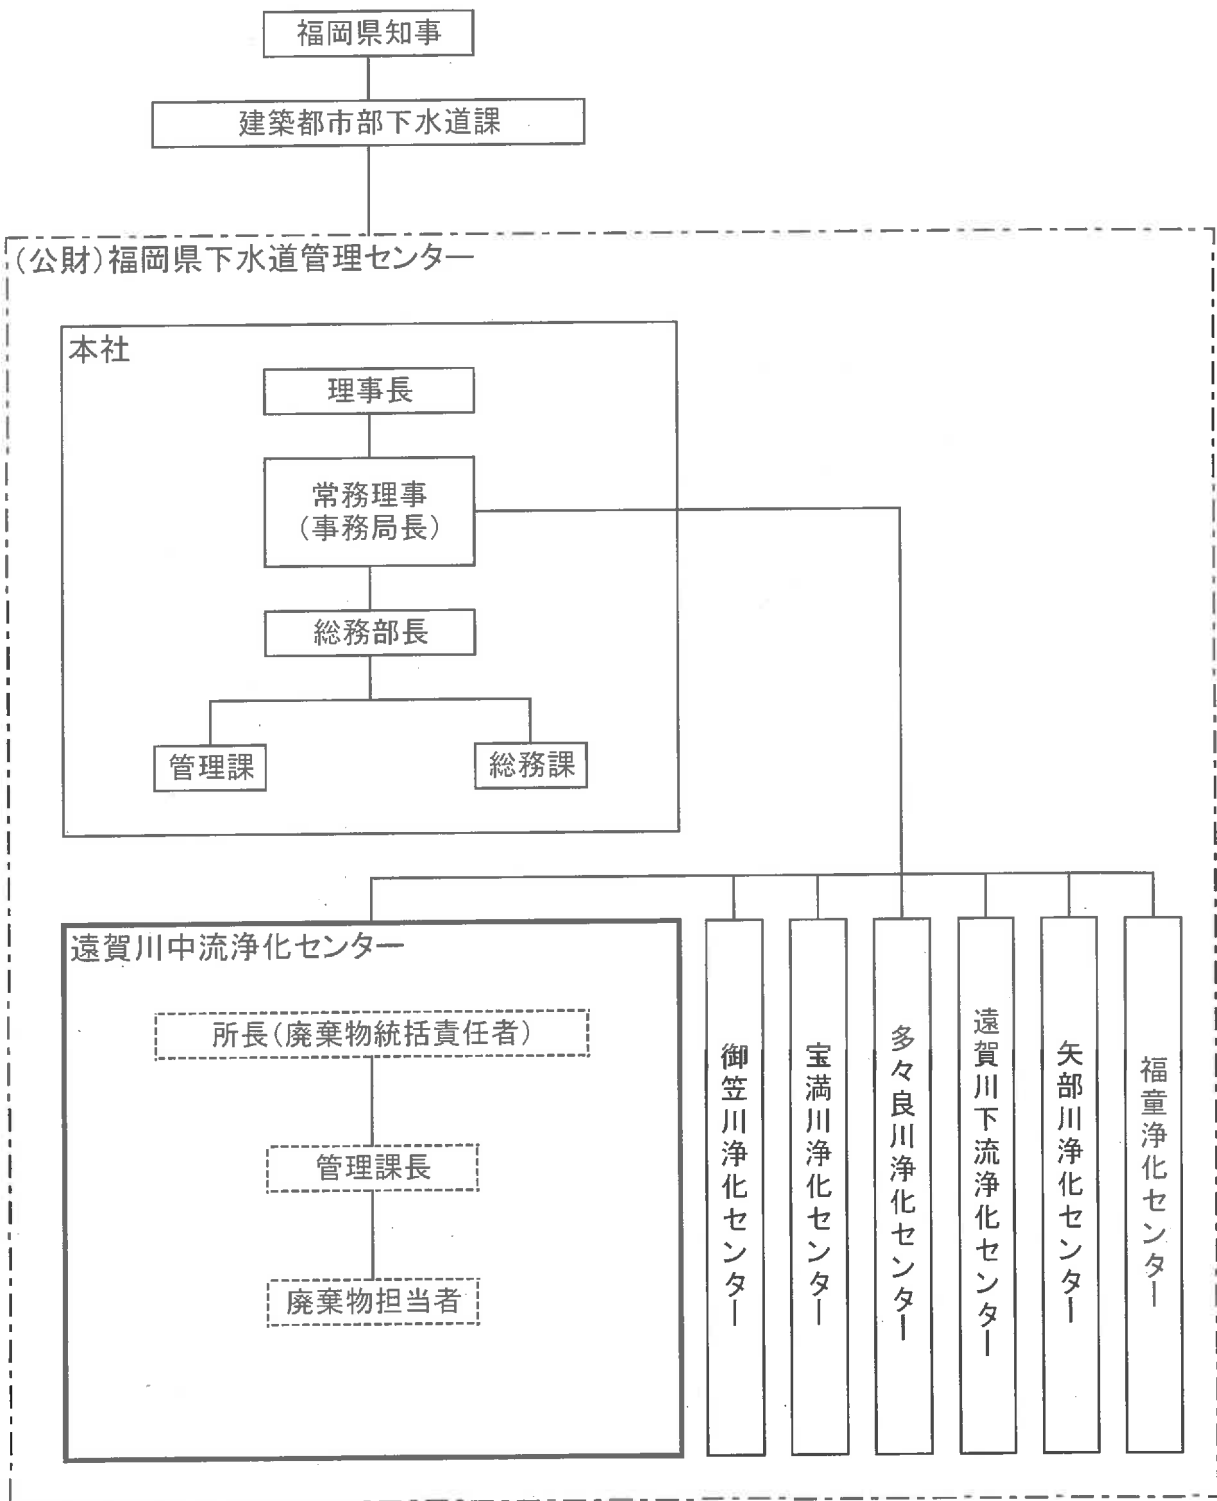 福岡県知事
建築都市部下水道課
(公財)福岡県下水道管理センター
本社
理事長
常務理事
(事務局長)
総務部長
管理課
総務課
遠賀川中流浄化センター
所長(廃棄物統括責任者)
管理課長
廃棄物担当者
御笠川浄化センター
宝満川浄化センター
多々良川浄化センター
遠賀川下流浄化センター
矢部川浄化センター
福童浄化センター